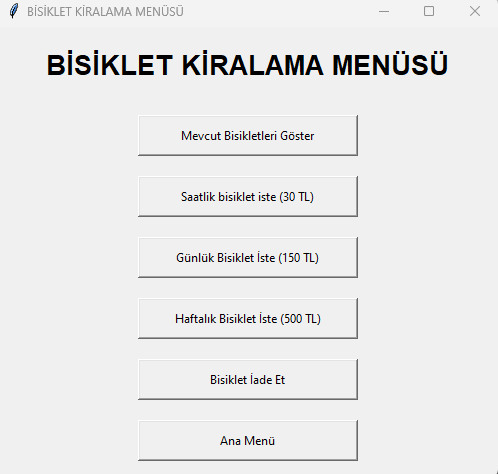 BİSİKLET KİRALAMA MENÜSÜ
BİSİKLET KİRALAMA MENÜSÜ
Mevcut Bisikletleri Göster
Saatlik bisiklet iste (30 TL)
Günlük Bisiklet İste (150 TL)
Haftalık Bisiklet İste (500 TL)
Bisiklet İade Et
Ana Menü